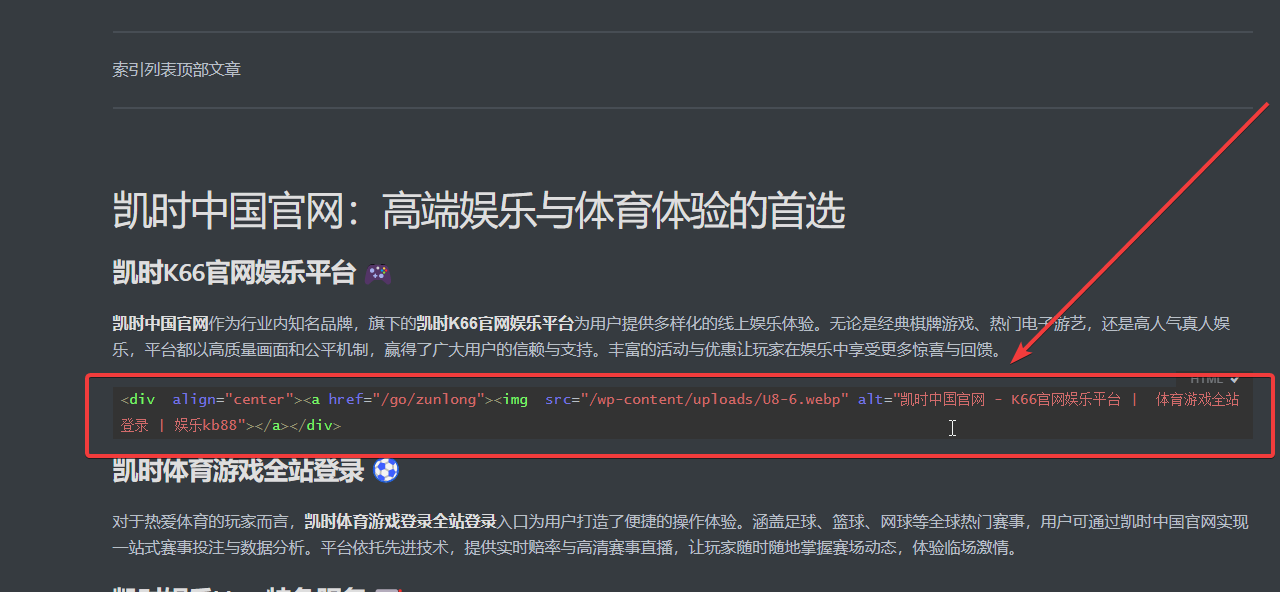 索引列表顶部文章
凯时中国官网：高端娱乐与体育体验的首选
凯时K66官网娱乐平台 🎮
凯时中国官网作为行业内知名品牌，旗下的凯时K66官网娱乐平台为用户提供多样化的线上娱乐体验。无论是经典棋牌游戏、热门电子游艺，还是高人气真人娱
乐，平台都以高质量画面和公平机制，赢得了广大用户的信赖与支持。丰富的活动与优惠让玩家在娱乐中享受更多惊喜与回馈。
HTML
<div  align="center"><a href="/go/zunlong"><img  src="/wp-content/uploads/U8-6.webp" alt="凯时中国官网 - K66官网娱乐平台 |  体育游戏全站
登录 | 娱乐kb88"></a></div>
凯时体育游戏全站登录 ⚽
对于热爱体育的玩家而言，凯时体育游戏登录全站登录入口为用户打造了便捷的操作体验。涵盖足球、篮球、网球等全球热门赛事，用户可通过凯时中国官网实现
一站式赛事投注与数据分析。平台依托先进技术，提供实时赔率与高清赛事直播，让玩家随时随地掌握赛场动态，体验临场激情。